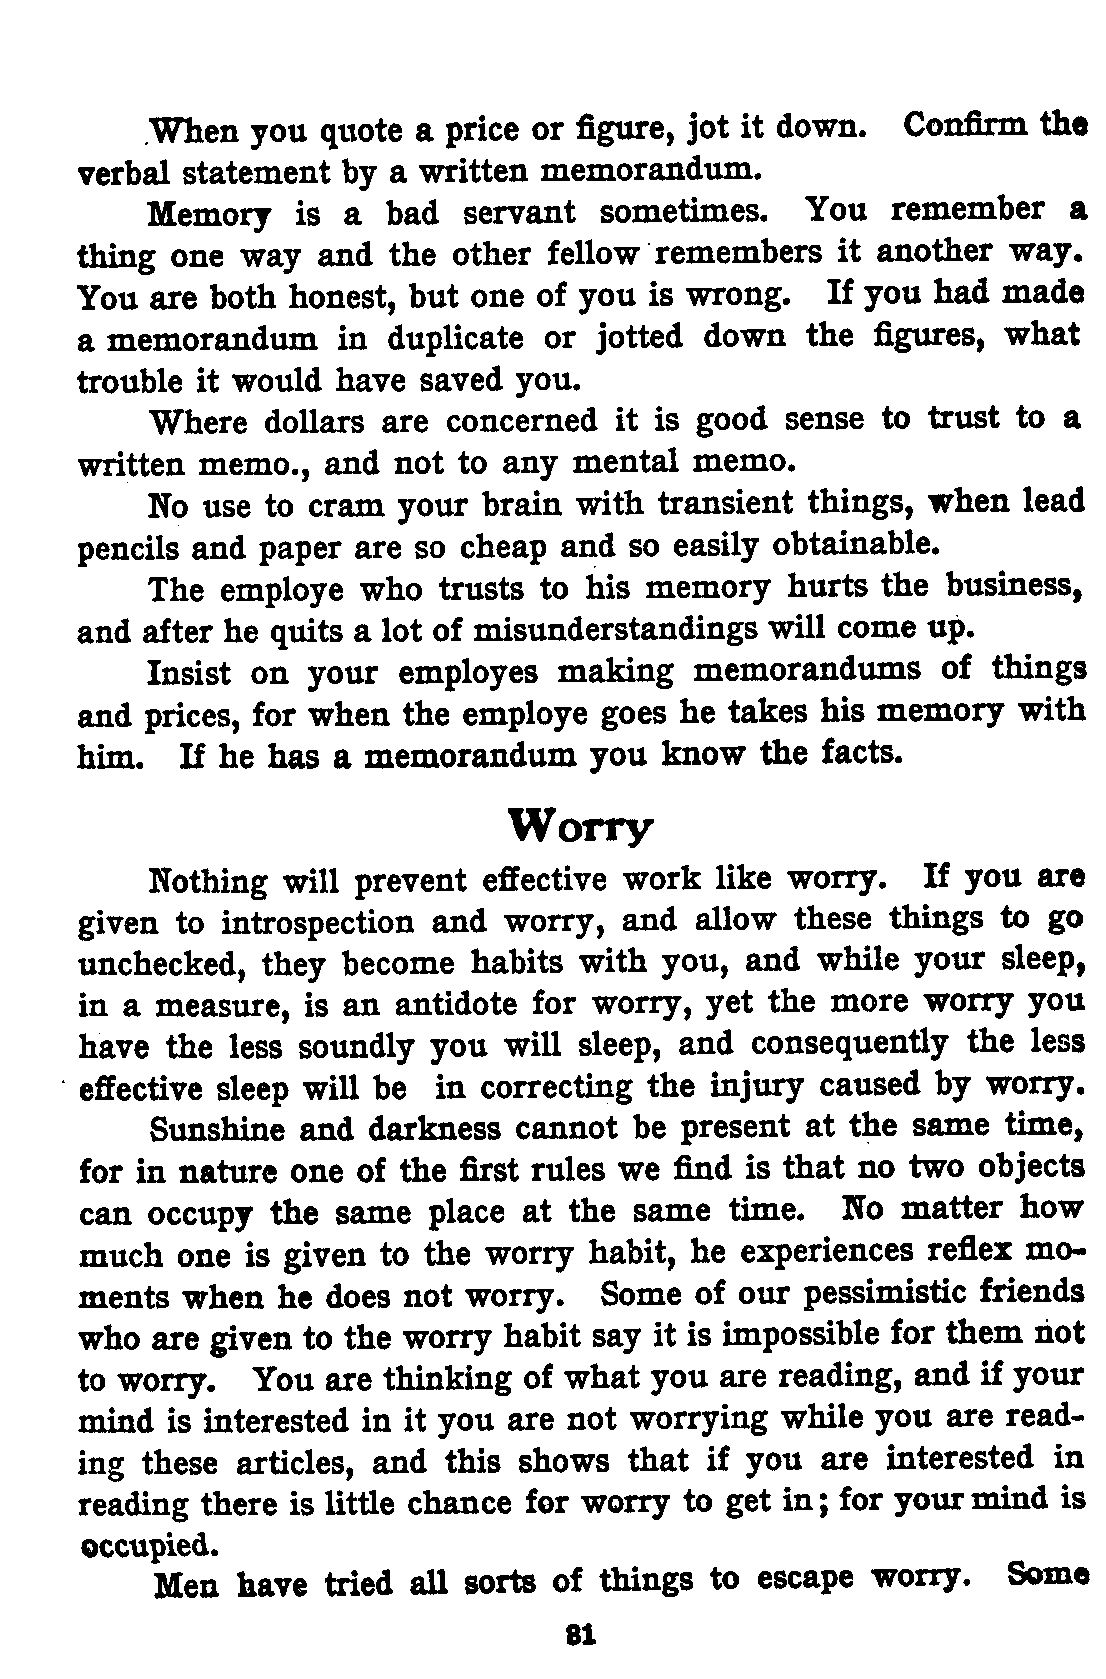 When you quote a price or figure, jot it down. Confirm the
verbal statement by a written memorandum.
Memory is a bad servant sometimes. You remember a
thing one way and the other fellow remembers it another way.
You are both honest, but one of you is wrong. If you had made
a memorandum in duplicate or jotted down the figures, what
trouble it would have saved you.
Where dollars are concerned it is good sense to trust to a
written memo., and not to any mental memo.
No use to cram your brain with transient things, when lead
pencils and paper are so cheap and so easily obtainable.
The employe who trusts to his memory hurts the business,
and after he quits a lot of misunderstandings will come up.
Insist on your employes making memorandums of things
and prices, for when the employe goes he takes his memory with
him. If he has a memorandum you know the facts.
Worry
Nothing will prevent effective work like worry. If you are
given to introspection and worry, and allow these things to go
unchecked, they become habits with you, and while your sleep,
in a measure, is an antidote for worry, yet the more worry you
have the less soundly you will sleep, and consequently the less
effective sleep will be in correcting the injury caused by worry.
Sunshine and darkness cannot be present at the same time,
for in nature one of the first rules we find is that no two objects
can occupy the same place at the same time. No matter how
much one is given to the worry habit, he experiences reflex mo-
ments when he does not worry. Some of our pessimistic friends
who are given to the worry habit say it is impossible for them not
to worry. You are thinking of what you are reading, and if your
mind is interested in it you are not worrying while you are read-
ing these articles, and this shows that if you are interested in
reading there is little chance for worry to get in; for your mind is
occupied.
Men have tried all sorts of things to escape worry. Some
81